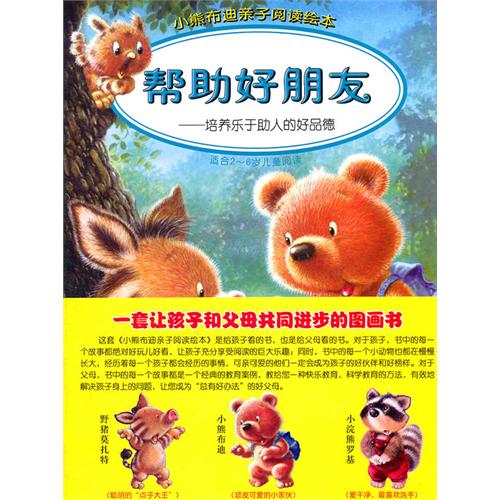 小熊布迪亲子阅读绘本
帮助好朋友
——培养乐于助人的好品德
适合2~6岁儿童阅读
一套让孩子和父母共同进步的图画书
这套《小熊布迪亲子阅读绘本》是给孩子看的书，也是给父母看的书。对于孩子，书中的每一
个故事都绝对好玩儿好看，让孩子充分享受阅读的巨大乐趣；同时，书中的每一个小动物也都在慢慢
长大，经历着每一个孩子都会经历的事情，可亲可爱的他们一定会成为孩子的好伙伴和好榜样。对于父
母，书中的每一个故事都是一个经典的教育案例，教给您一种快乐教育、科学教育的方法，有效地
解决孩子身上的问题，让您成为“总有好办法”的好父母。
野猪莫扎特
小熊布迪
小浣熊罗基
(聪明的“点子大王”)
(顽皮可爱的小家伙)
(爱干净，最喜欢洗手)